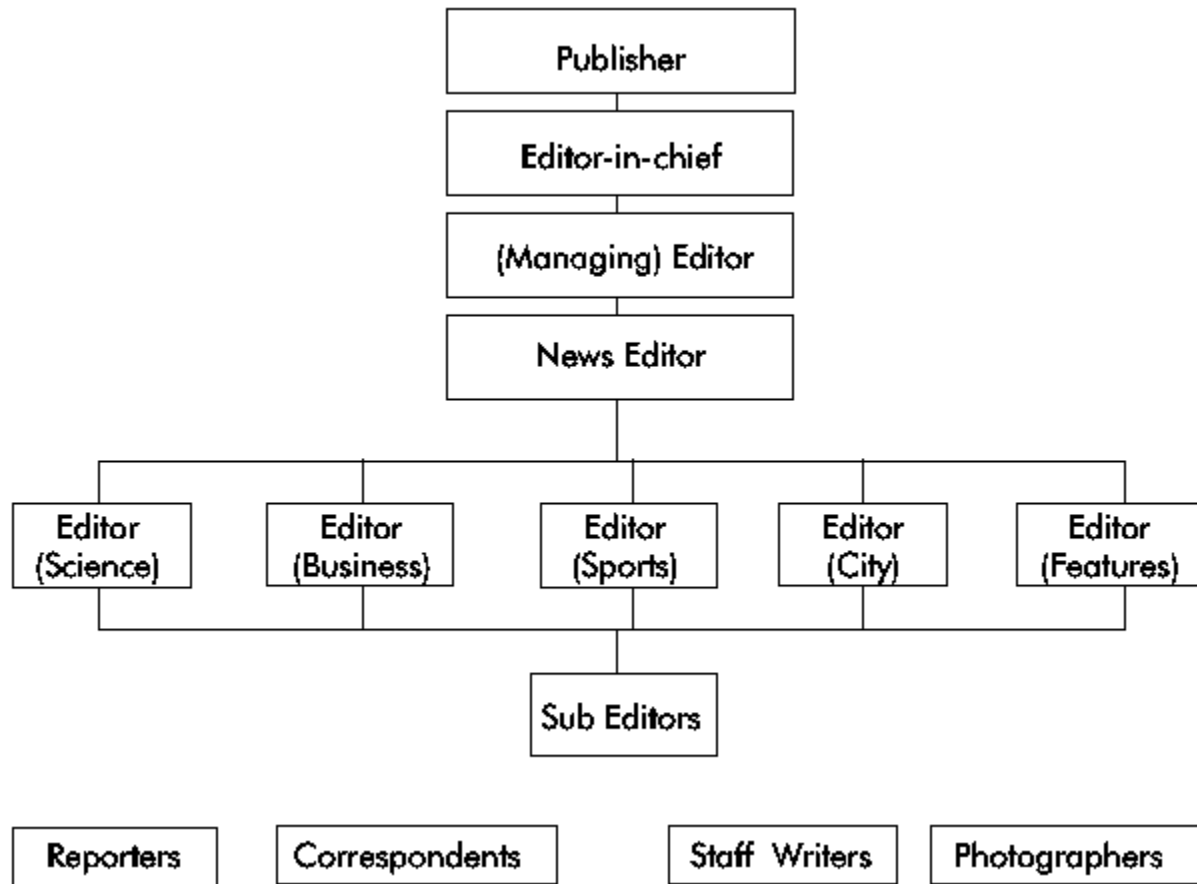 Publisher
Editor-in-chief
(Managing) Editor
News Editor
Editor
(Science)
Editor
(Business)
Editor
(Sports)
Editor
(City)
Editor
(Features)
Sub Editors
Reporters
Correspondents
Staff Writers
Photographers